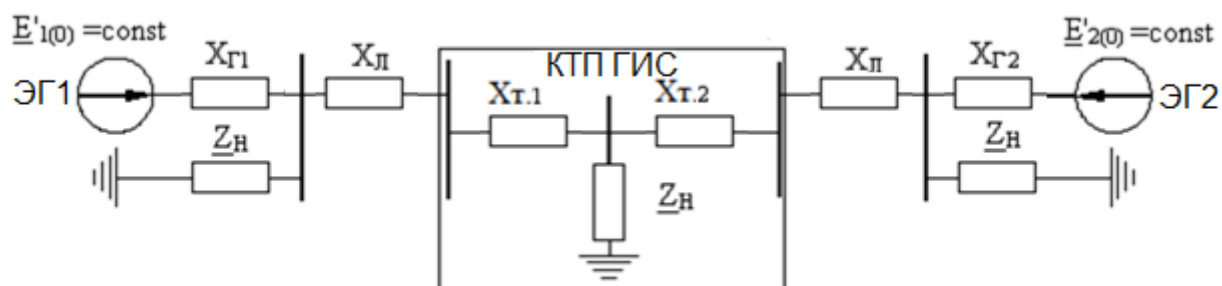 E'1(0) =const
E'2(0) =const
ЭГ1
XГ1
XЛ
КТП ГИС
XТ.1
XТ.2
Xл
XГ2
ЭГ2
ZН
ZН
ZН